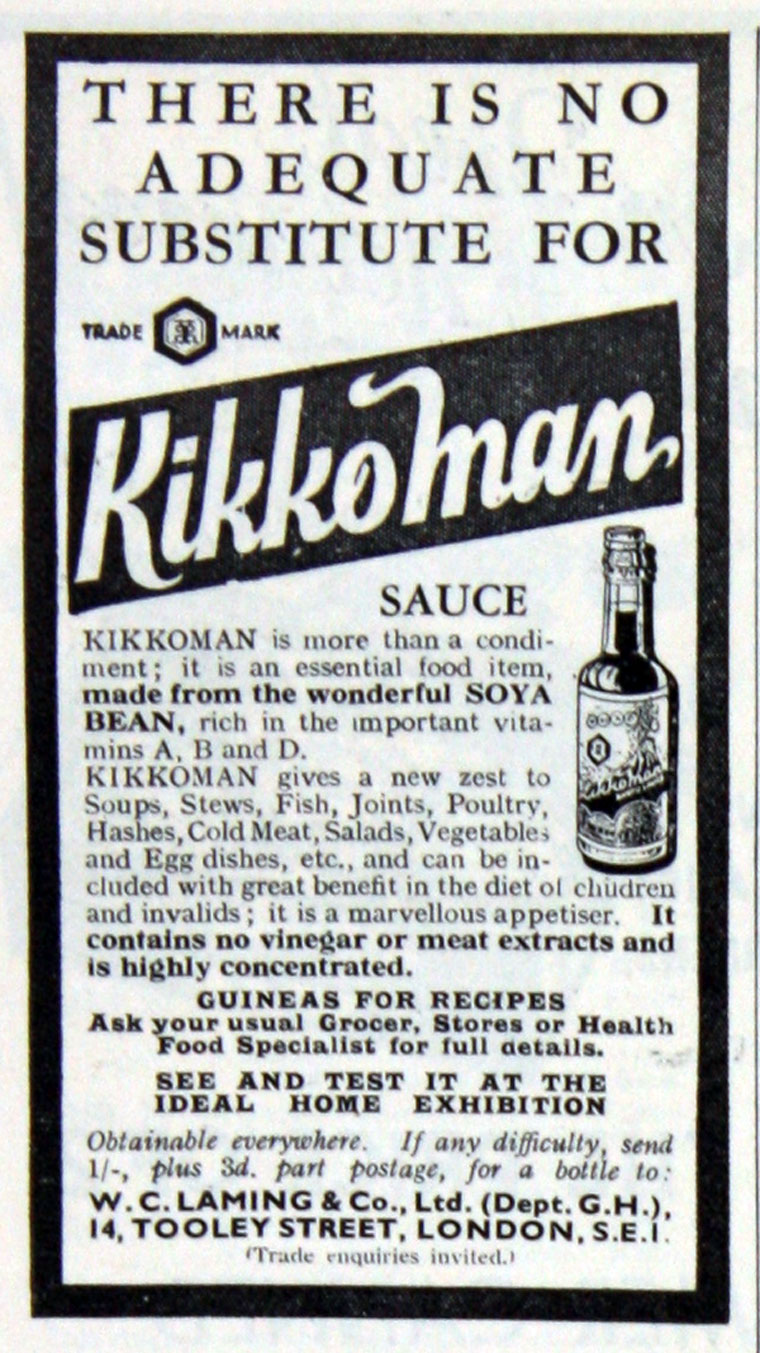 THERE IS NO
ADEQUATE
SUBSTITUTE FOR
TRADE MARK
Kikkoman
SAUCE
KIKKOMAN is more than a condi-
ment; it is an essential food item,
made from the wonderful SOYA
BEAN, rich in the important vita-
mins A, B and D.
KIKKOMAN gives a new zest to
Soups, Stews, Fish, Joints, Poultry,
Hashes, Cold Meat, Salads, Vegetables
and Egg dishes, etc., and can be in-
cluded with great benefit in the diet of children
and invalids; it is a marvellous appetiser. It
contains no vinegar or meat extracts and
is highly concentrated.
GUINEAS FOR RECIPES
Ask your usual Grocer, Stores or Health
Food Specialist for full details.
SEE AND TEST IT AT THE
IDEAL HOME EXHIBITION
Obtainable everywhere. If any difficulty, send
1/-, plus 3d. part postage, for a bottle to:
W. C. LAMING & Co., Ltd. (Dept. G.H.),
14, TOOLEY STREET, LONDON, S.E.1.
(Trade enquiries invited.)